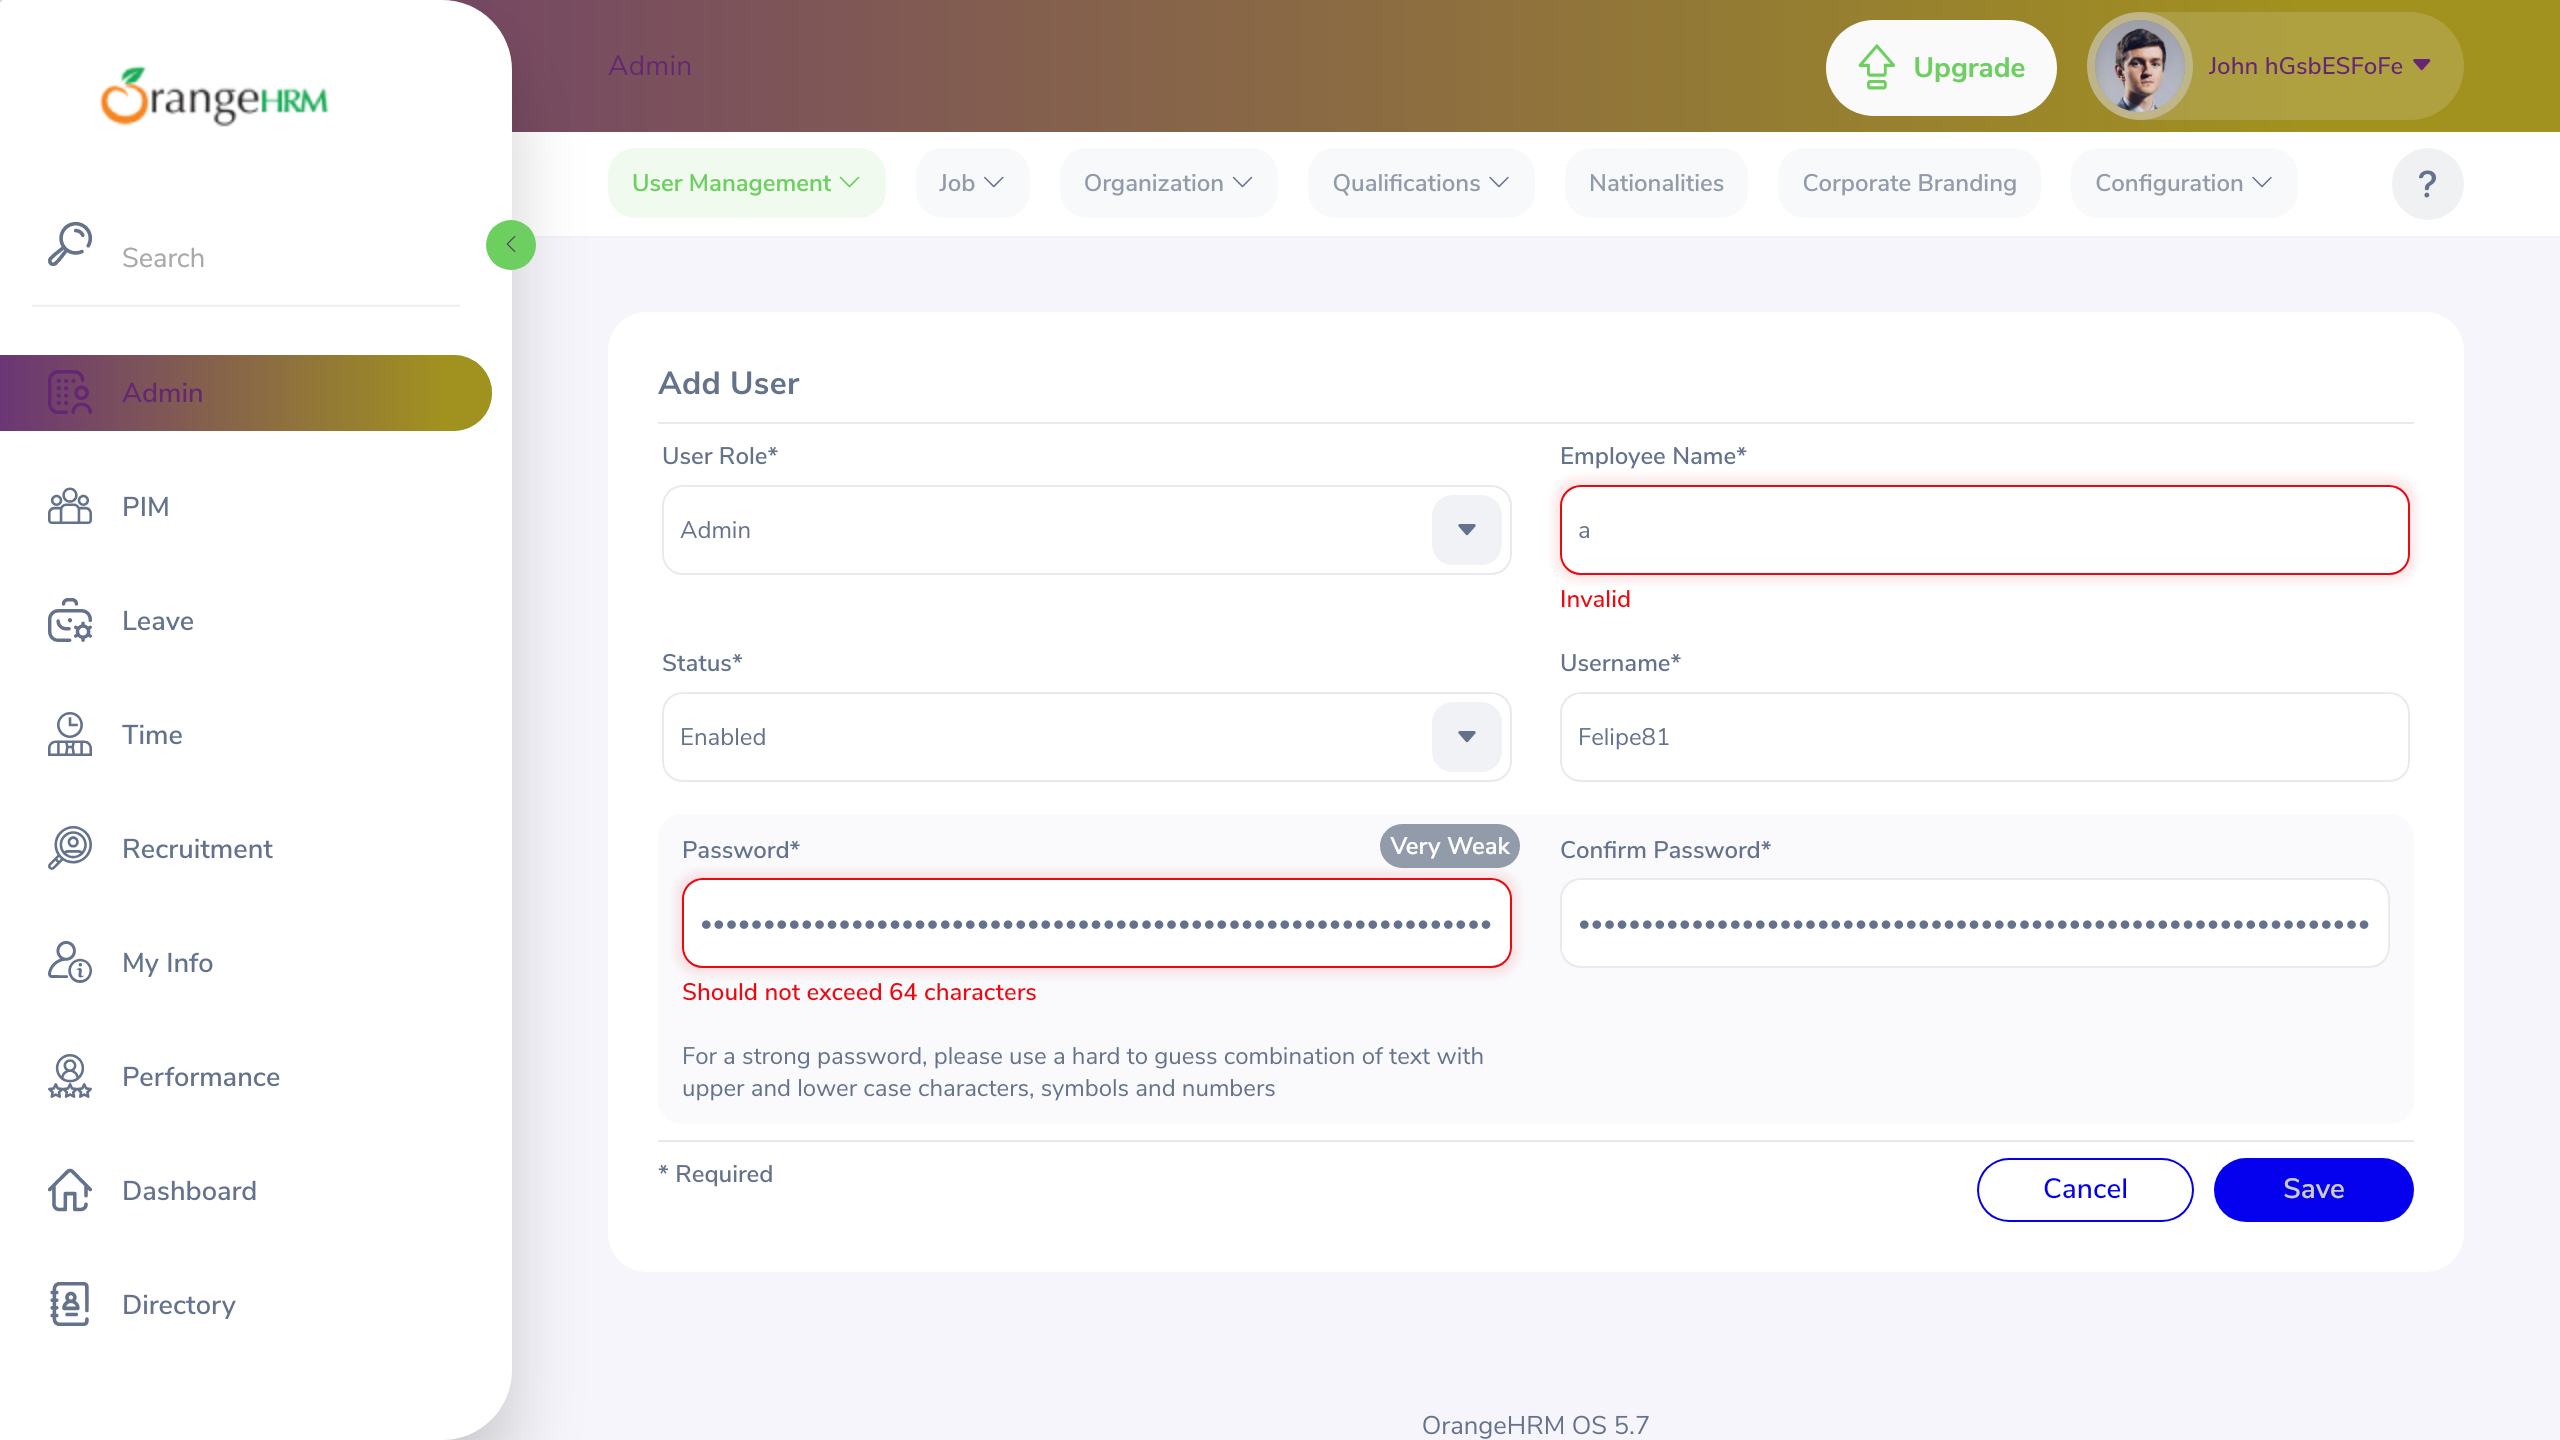 OrangeHRM
Search
Admin
PIM
Leave
Time
Recruitment
My Info
Performance
Dashboard
Directory
Admin
Upgrade
John hGsbESFoFe
User Management
Job
Organization
Qualifications
Nationalities
Corporate Branding
Configuration
?
Add User
User Role*
Admin
Employee Name*
a
Invalid
Status*
Enabled
Username*
Felipe81
Password*
Very Weak
Should not exceed 64 characters
For a strong password, please use a hard to guess combination of text with
upper and lower case characters, symbols and numbers
Confirm Password*
* Required
Cancel
Save
OrangeHRM OS 5.7